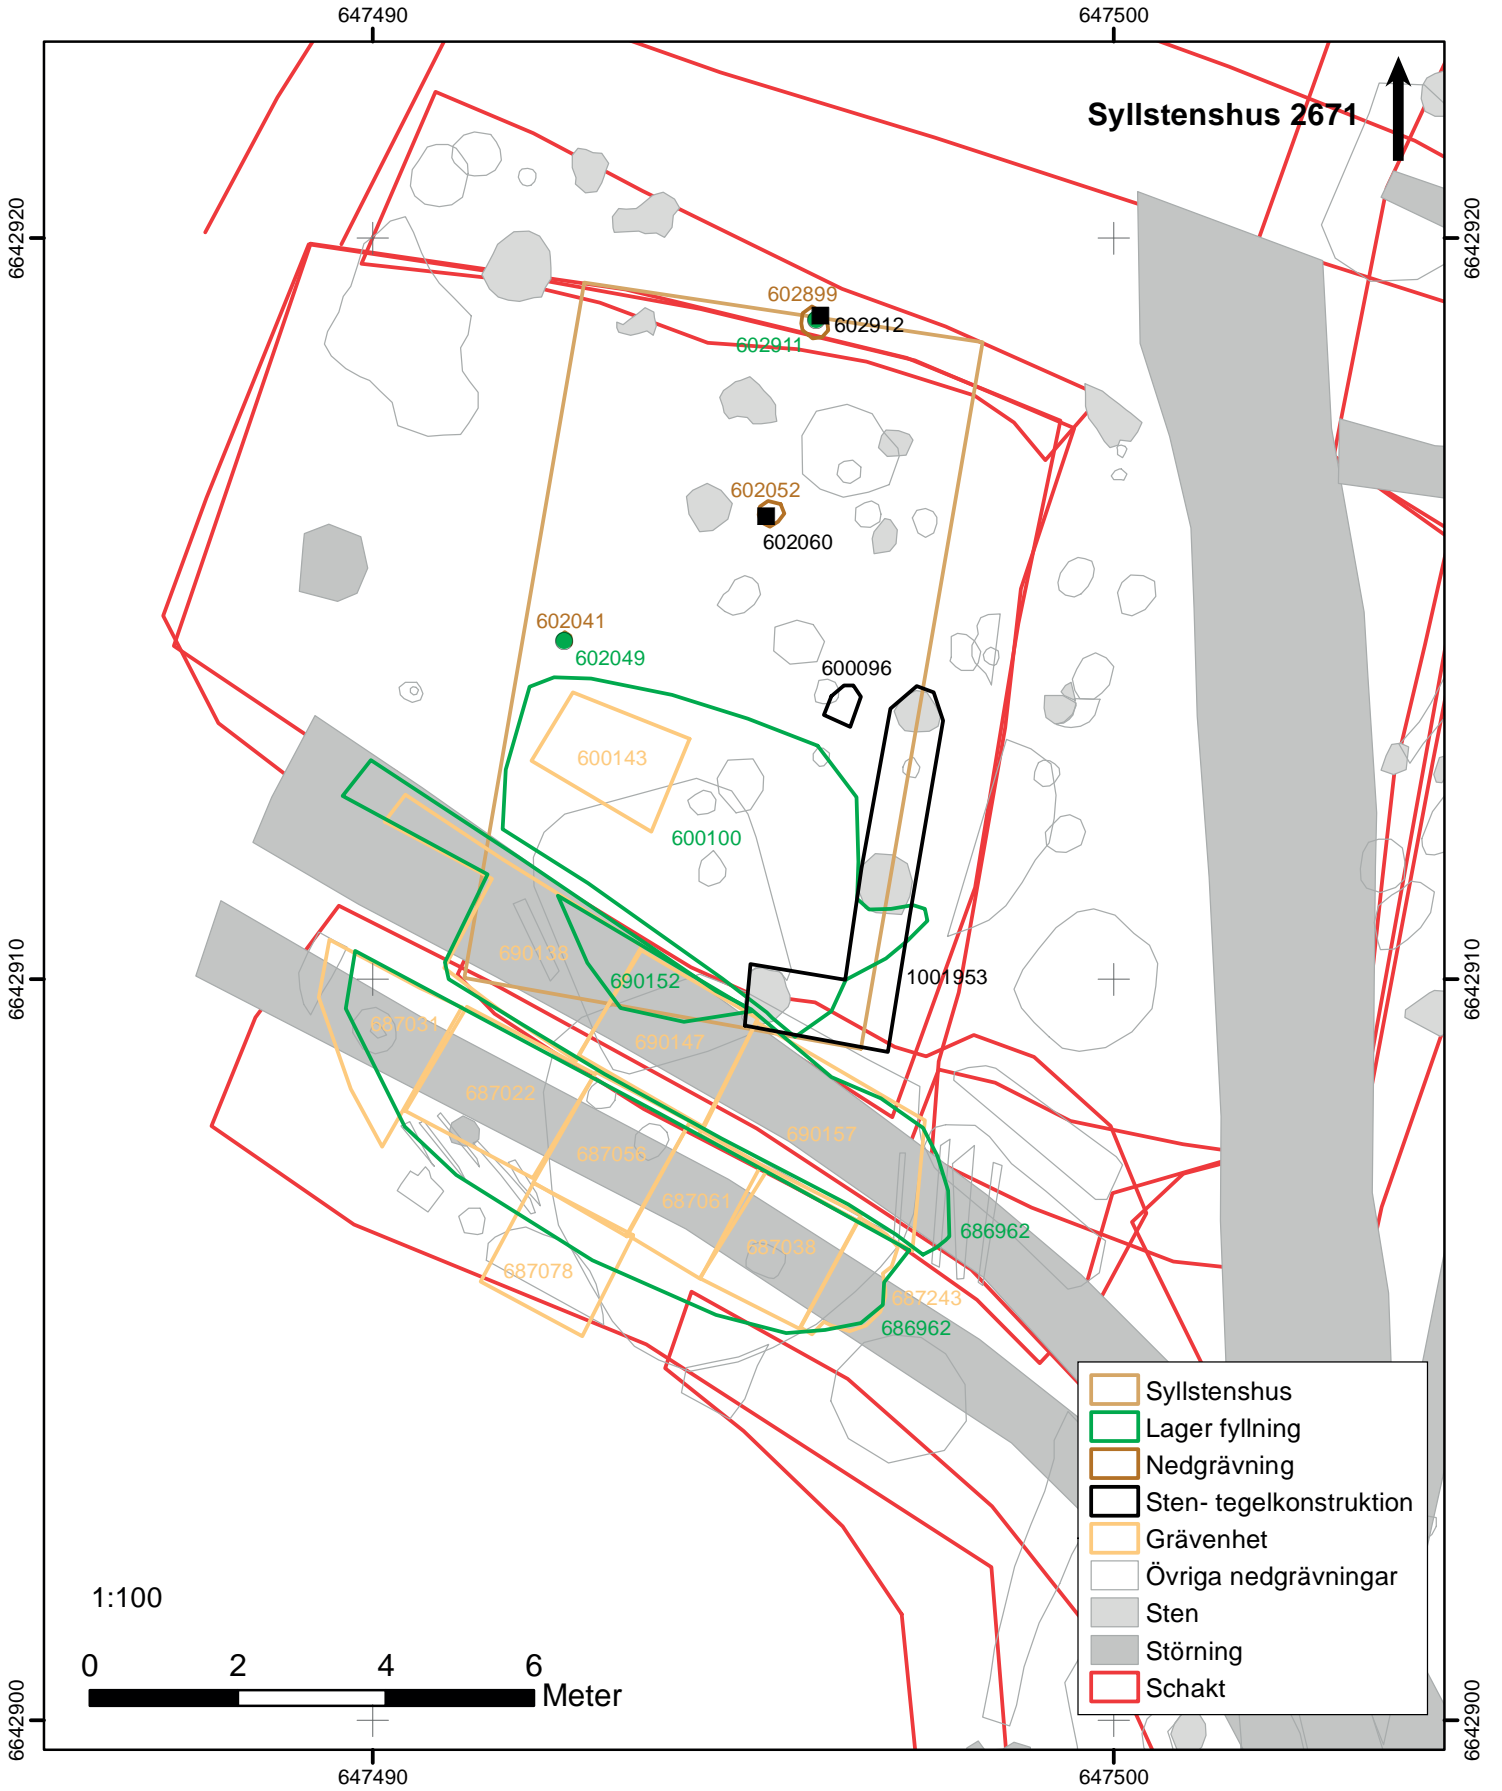 647490
647500
Syllstenshus 2671
6642920
6642920
602899
602912
602911
602052
602060
602041
602049
600096
600143
600100
690138
690152
1001953
6642910
6642910
687031
690147
687022
690157
687056
687061
686962
687038
687078
687243
686962
Syllstenshus
Lager fyllning
Nedgrävning
Sten- tegelkonstruktion
Grävenhet
Övriga nedgrävningar
Sten
Störning
Schakt
1:100
0 2 4 6
Meter
6642900
6642900
647490
647500